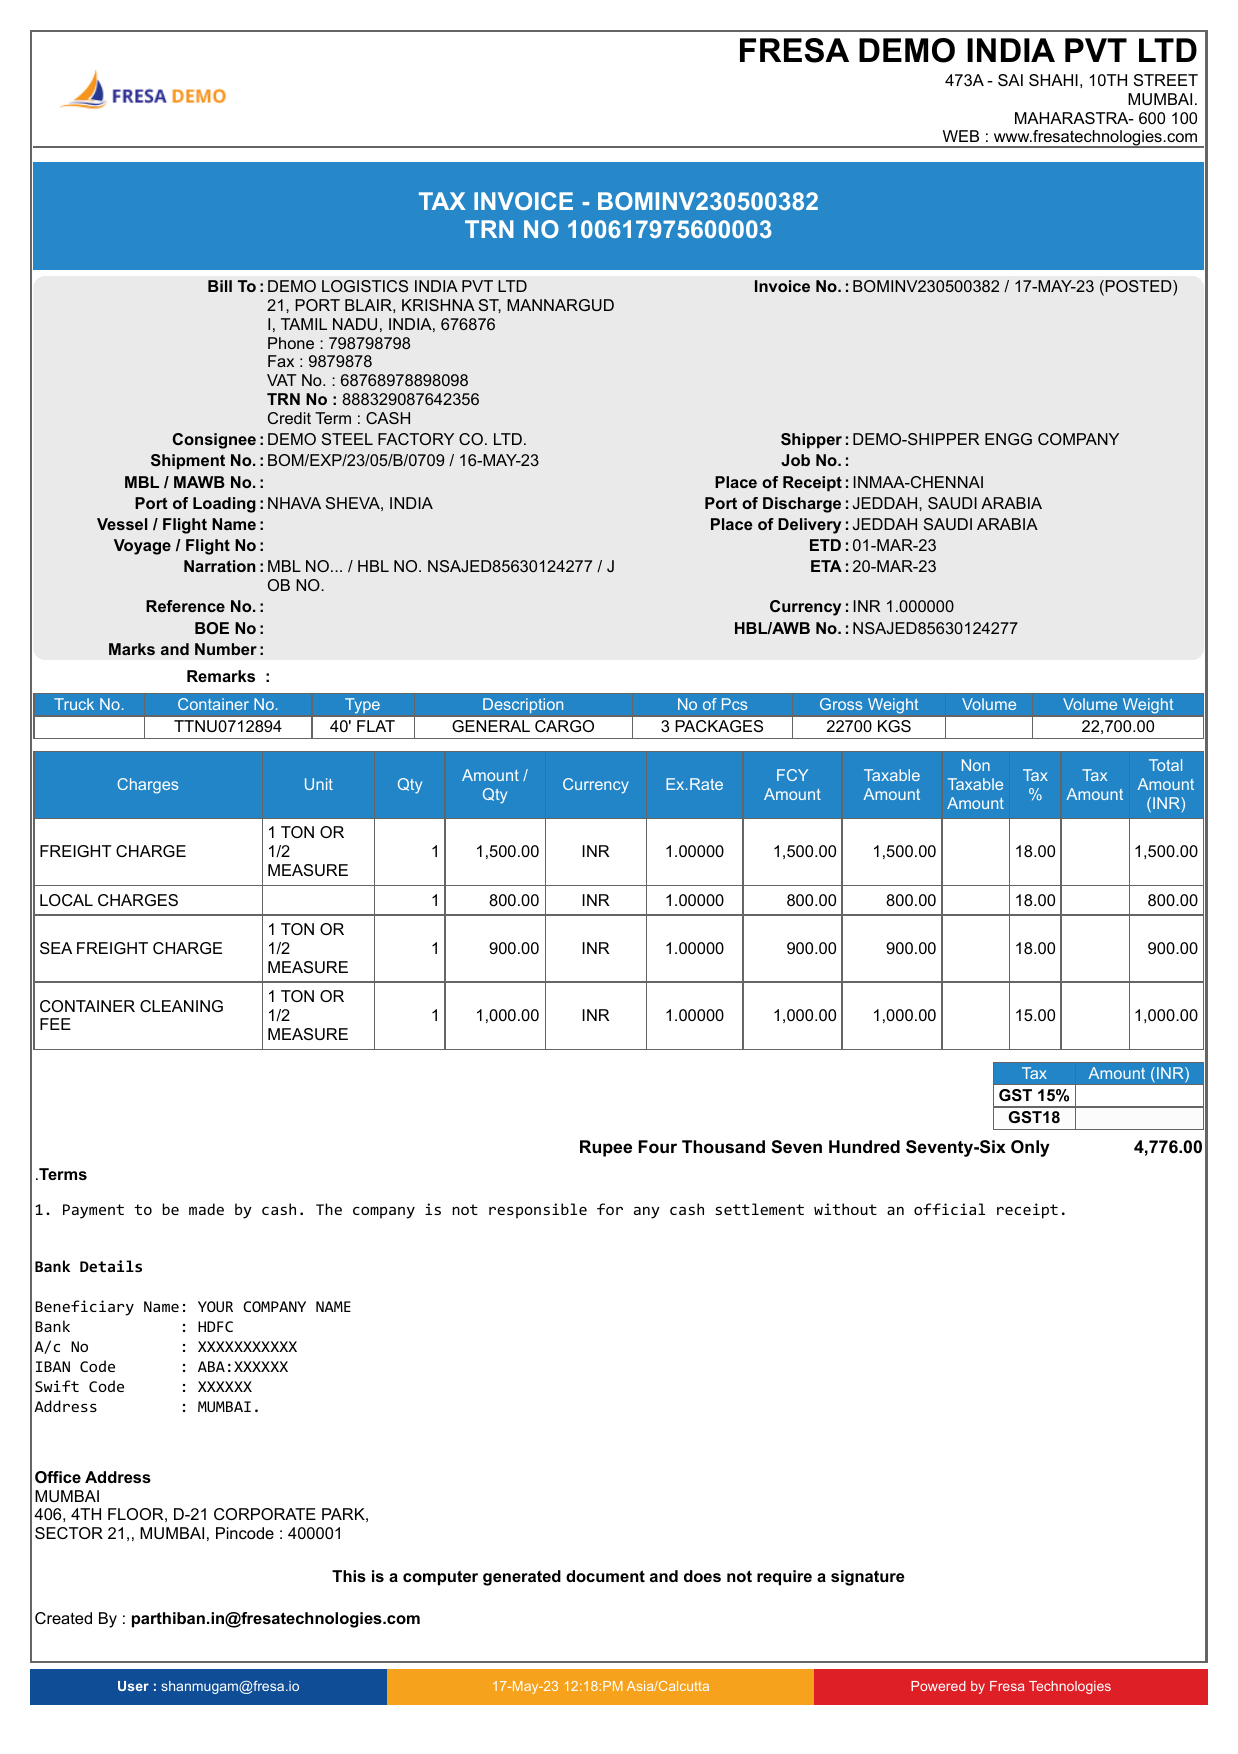 FRESA DEMO
FRESA DEMO INDIA PVT LTD
473A - SAI SHAHI, 10TH STREET
MUMBAI.
MAHARASTRA- 600 100
WEB : www.fresatechnologies.com
TAX INVOICE - BOMINV230500382
TRN NO 100617975600003
Bill To : DEMO LOGISTICS INDIA PVT LTD
21, PORT BLAIR, KRISHNA ST, MANNARGUD
I, TAMIL NADU, INDIA, 676876
Phone : 798798798
Fax : 9879878
VAT No. : 68768978898098
TRN No : 888329087642356
Credit Term : CASH
Invoice No. : BOMINV230500382 / 17-MAY-23 (POSTED)
Consignee : DEMO STEEL FACTORY CO. LTD. Shipper : DEMO-SHIPPER ENGG COMPANY
Shipment No. : BOM/EXP/23/05/B/0709 / 16-MAY-23 Job No. :
MBL / MAWB No. : Place of Receipt : INMAA-CHENNAI
Port of Loading : NHAVA SHEVA, INDIA Port of Discharge : JEDDAH, SAUDI ARABIA
Vessel / Flight Name : Place of Delivery : JEDDAH SAUDI ARABIA
Voyage / Flight No : ETD : 01-MAR-23
Narration : MBL NO... / HBL NO. NSAJED85630124277 / J ETA : 20-MAR-23
OB NO.
Reference No. : Currency : INR 1.000000
BOE No : HBL/AWB No. : NSAJED85630124277
Marks and Number :
Remarks :
Truck No. Container No. Type Description No of Pcs Gross Weight Volume Volume Weight
TTNU0712894 40' FLAT GENERAL CARGO 3 PACKAGES 22700 KGS 22,700.00
Charges Unit Qty Amount / Qty Currency Ex.Rate FCY Amount Taxable Amount Non Taxable Amount Tax % Tax Amount Total Amount (INR)
FREIGHT CHARGE 1 TON OR 1/2 MEASURE 1 1,500.00 INR 1.00000 1,500.00 1,500.00 18.00 1,500.00
LOCAL CHARGES 1 800.00 INR 1.00000 800.00 800.00 18.00 800.00
SEA FREIGHT CHARGE 1 TON OR 1/2 MEASURE 1 900.00 INR 1.00000 900.00 900.00 18.00 900.00
CONTAINER CLEANING FEE 1 TON OR 1/2 MEASURE 1 1,000.00 INR 1.00000 1,000.00 1,000.00 15.00 1,000.00
Tax Amount (INR)
GST 15%
GST18
Rupee Four Thousand Seven Hundred Seventy-Six Only 4,776.00
.Terms
1. Payment to be made by cash. The company is not responsible for any cash settlement without an official receipt.
Bank Details
Beneficiary Name: YOUR COMPANY NAME
Bank : HDFC
A/c No : XXXXXXXXXXX
IBAN Code : ABA:XXXXXX
Swift Code : XXXXXX
Address : MUMBAI.
Office Address
MUMBAI
406, 4TH FLOOR, D-21 CORPORATE PARK,
SECTOR 21,, MUMBAI, Pincode : 400001
This is a computer generated document and does not require a signature
Created By : parthiban.in@fresatechnologies.com
User : shanmugam@fresa.io 17-May-23 12:18:PM Asia/Calcutta Powered by Fresa Technologies